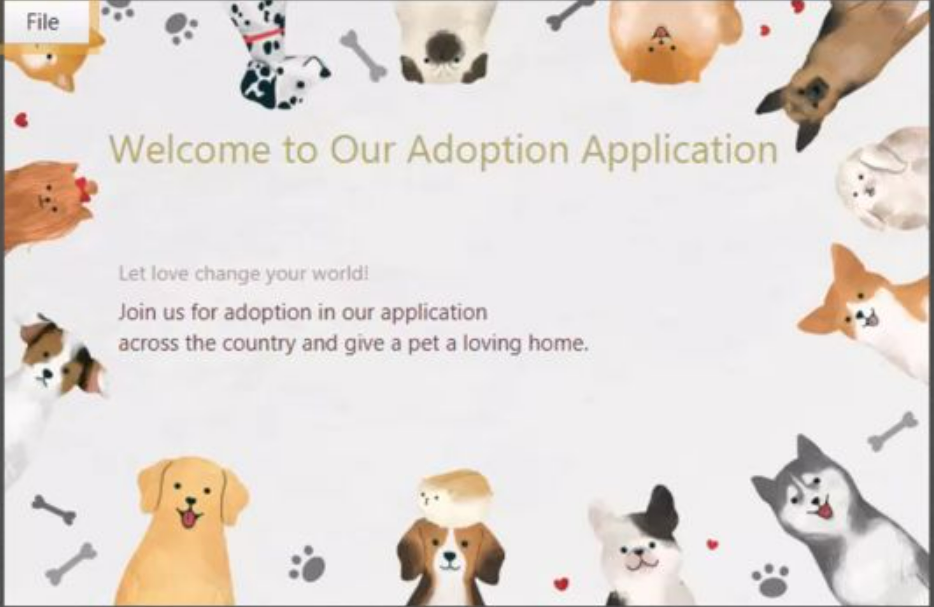 File
Welcome to Our Adoption Application
Let love change your world!
Join us for adoption in our application
across the country and give a pet a loving home.